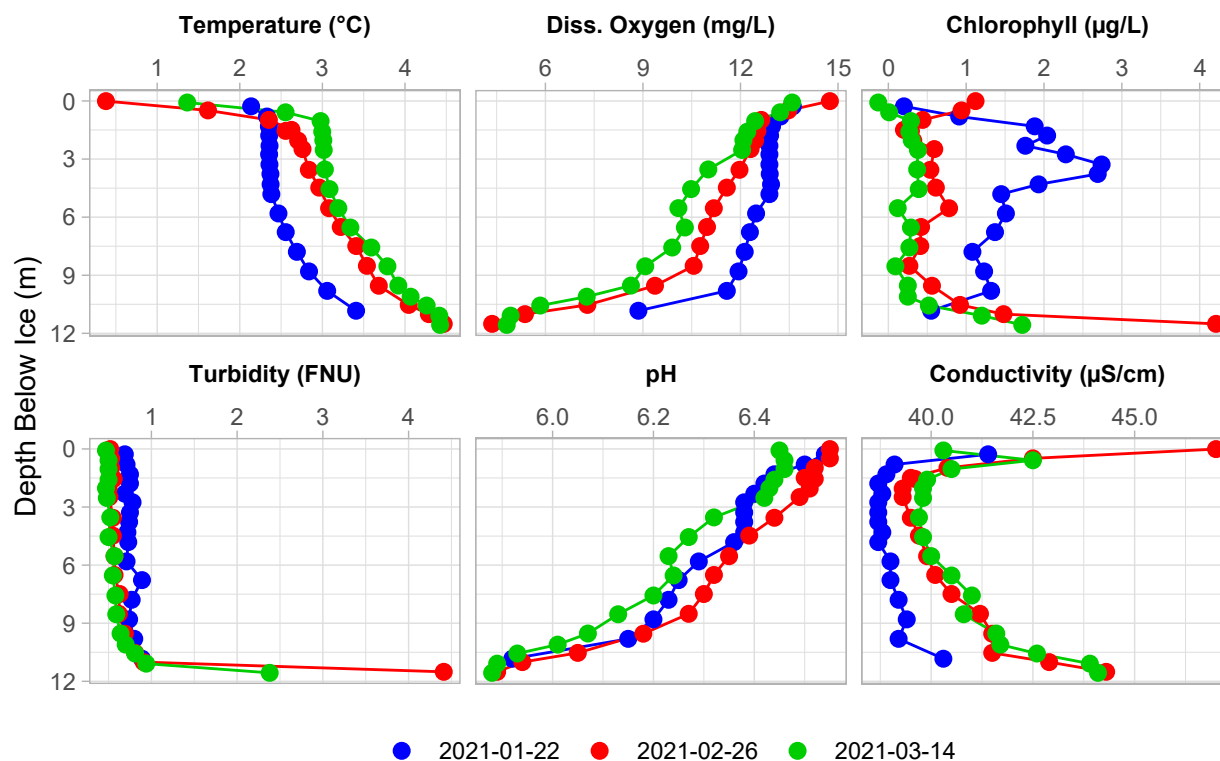 Temperature (°C) Diss. Oxygen (mg/L) Chlorophyll (µg/L)
1 2 3 4 6 9 12 15 0 1 2 3 4
0
3
6
9
12
Depth Below Ice (m)
Turbidity (FNU) pH Conductivity (µS/cm)
1 2 3 4 6.0 6.2 6.4 40.0 42.5 45.0
0
3
6
9
12
2021-01-22 2021-02-26 2021-03-14